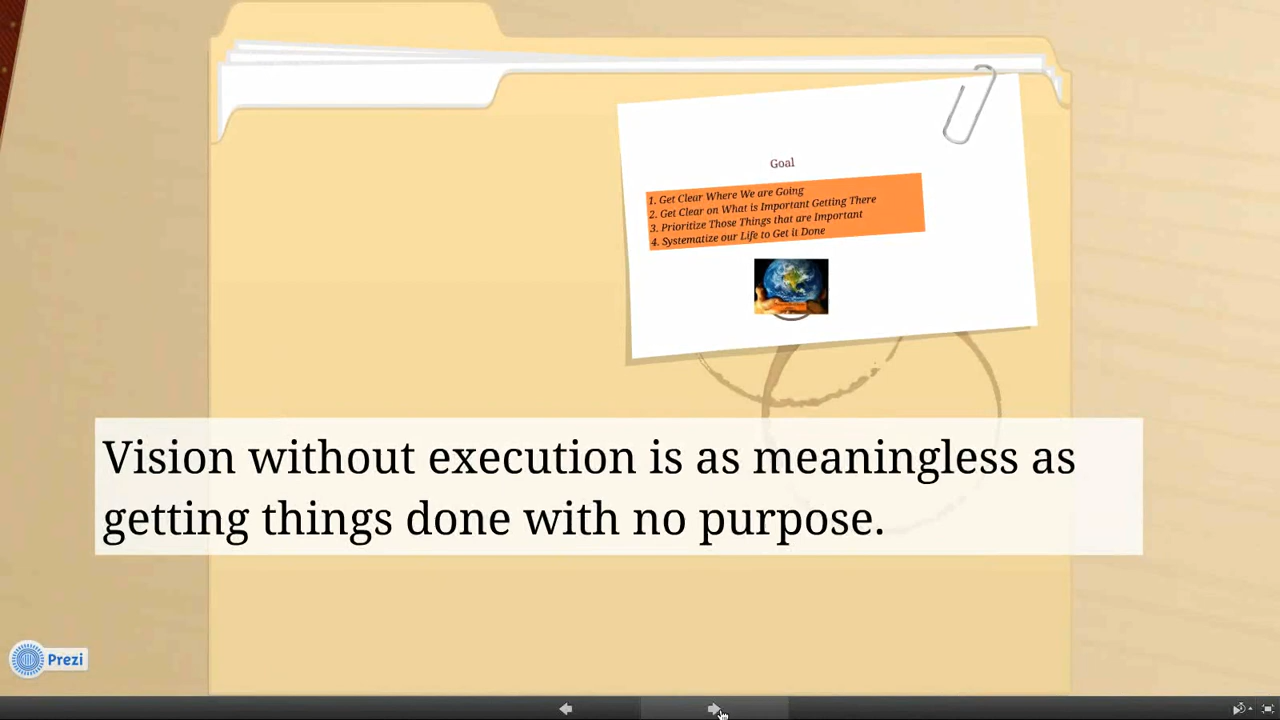 Goal
1. Get Clear Where We are Going
2. Get Clear on What is Important Getting There
3. Prioritize Those Things that are Important
4. Systematize our Life to Get it Done
Vision without execution is as meaningless as
getting things done with no purpose.
Prezi